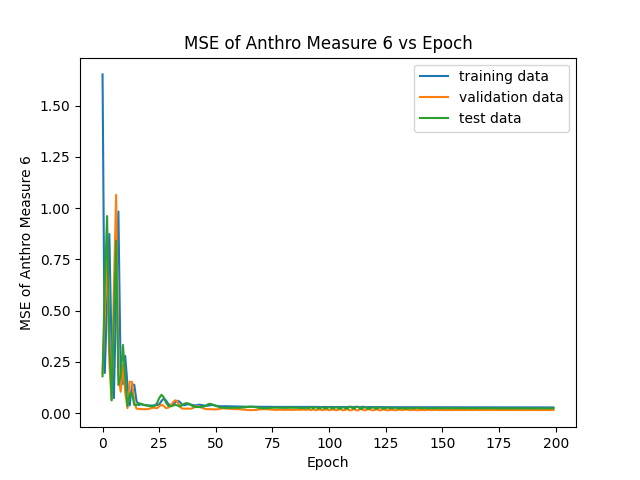 MSE of Anthro Measure 6 vs Epoch
training data
validation data
test data
MSE of Anthro Measure 6
1.50
1.25
1.00
0.75
0.50
0.25
0.00
0 25 50 75 100 125 150 175 200
Epoch